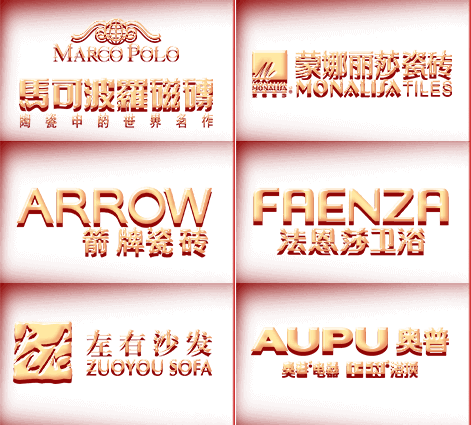 MARCO POLO
馬可波羅磁磚
陶瓷中的世界名作
蒙娜丽莎瓷砖
MONALISA TILES
ARROW
箭牌瓷砖
FAENZA
法恩莎卫浴
左右沙发
ZUOYOU SOFA
AUPU 奥普